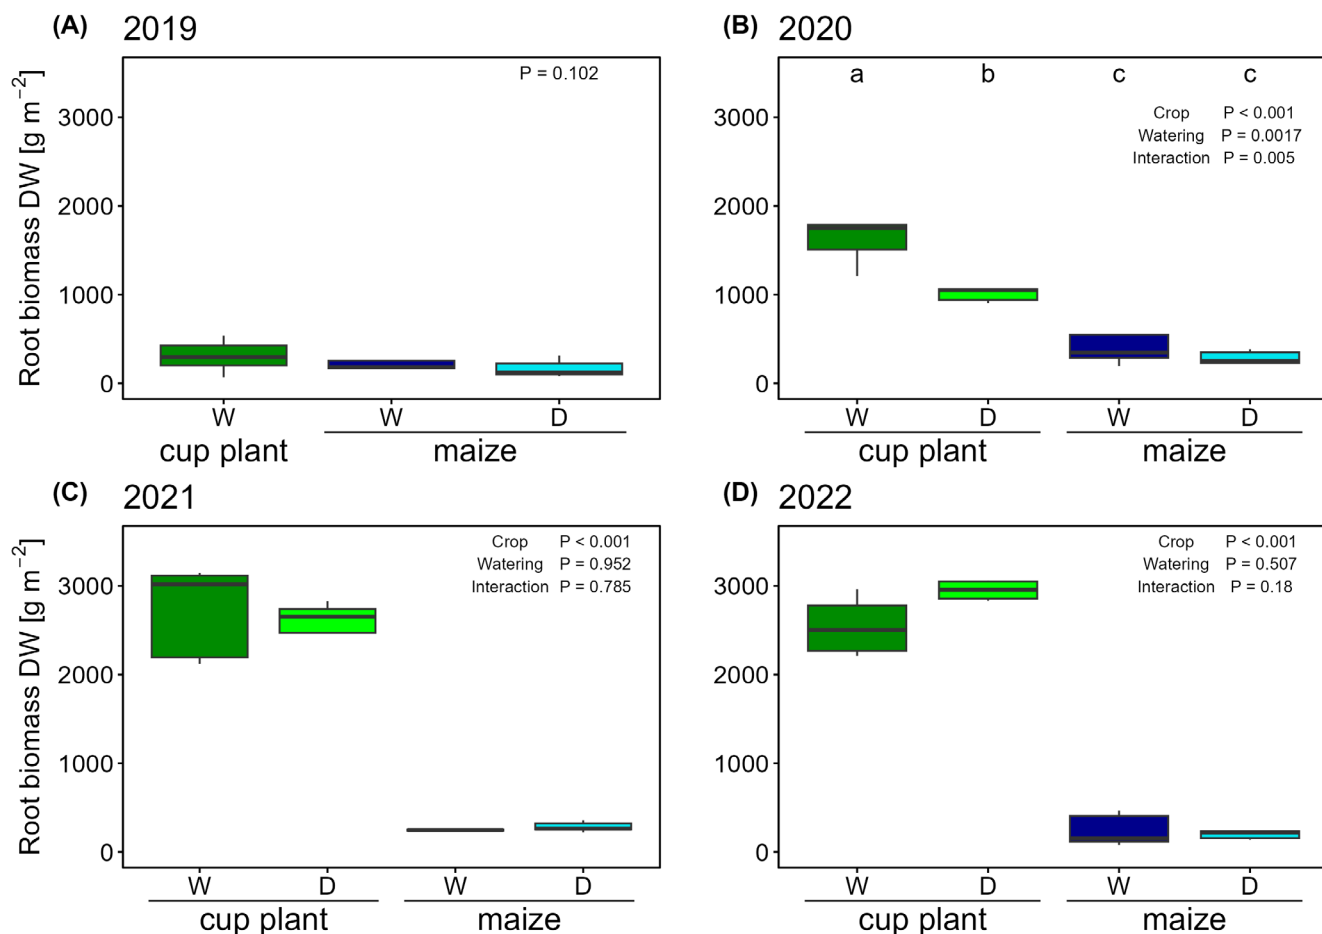 (A) 2019
P = 0.102
Root biomass DW [g m⁻²]
3000
2000
1000
0
W W D
cup plant maize
(B) 2020
a b c c
Crop P < 0.001
Watering P = 0.0017
Interaction P = 0.005
3000
2000
1000
0
W D W D
cup plant maize
(C) 2021
Crop P < 0.001
Watering P = 0.952
Interaction P = 0.785
Root biomass DW [g m⁻²]
3000
2000
1000
0
W D W D
cup plant maize
(D) 2022
Crop P < 0.001
Watering P = 0.507
Interaction P = 0.18
3000
2000
1000
0
W D W D
cup plant maize